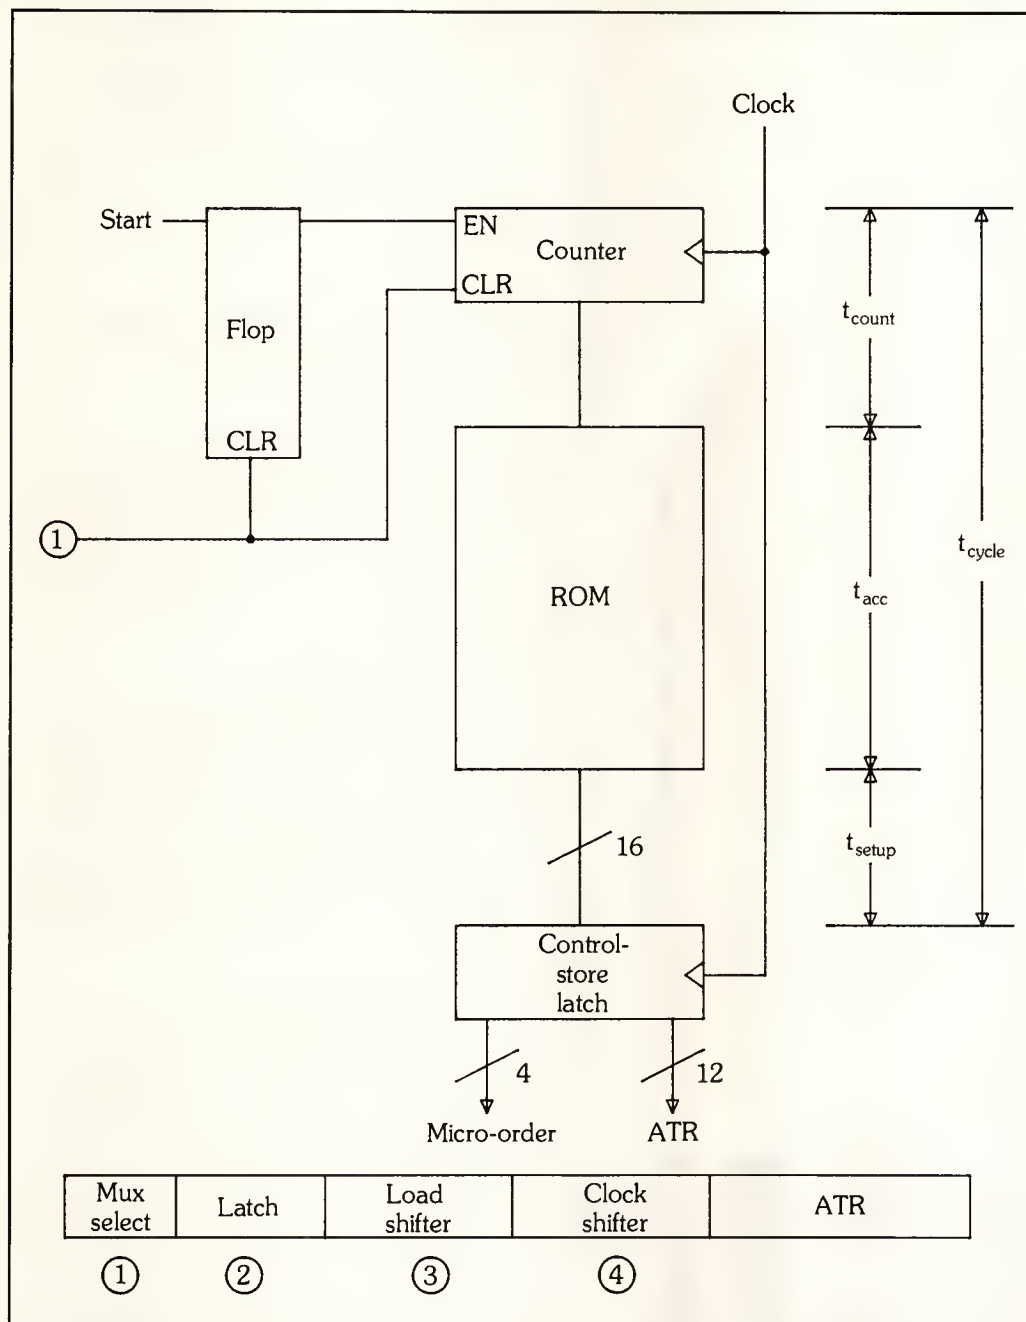 Clock
Start
EN
Counter
CLR
Flop
CLR
①
ROM
t_count
t_acc
t_cycle
t_setup
16
Control-
store
latch
4
12
Micro-order
ATR
Mux
select
Latch
Load
shifter
Clock
shifter
ATR
①
②
③
④